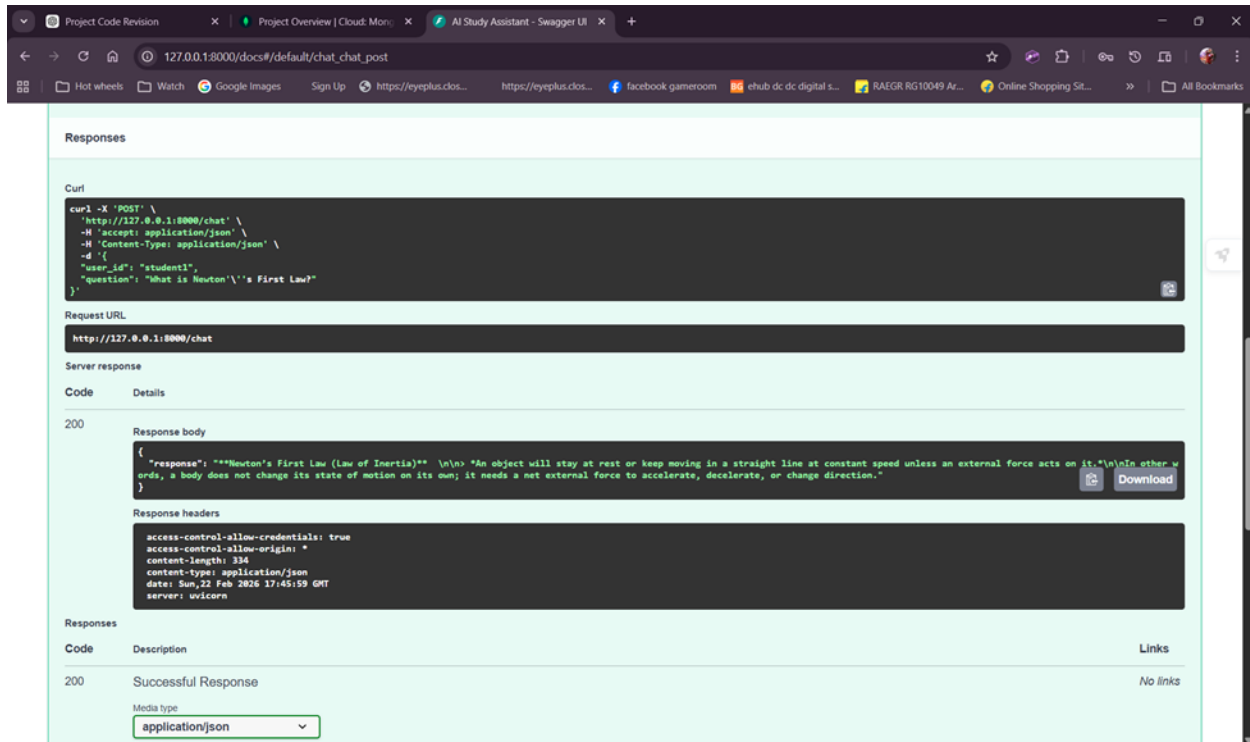 Project Code Revision
Project Overview | Cloud: Mong
AI Study Assistant - Swagger UI
127.0.0.1:8000/docs#/default/chat_chat_post
Hot wheels
Watch
Google Images
Sign Up
https://eyeplus.clos...
https://eyeplus.clos...
facebook gameroom
ehub dc dc digital s...
RAEGR RG10049 Ar...
Online Shopping Sit...
»
All Bookmarks
Responses
Curl
curl -X 'POST' \
'http://127.0.0.1:8000/chat' \
-H 'accept: application/json' \
-H 'Content-Type: application/json' \
-d '{
"user_id": "student1",
"question": "What is Newton'\''s First Law?"
}'
Request URL
http://127.0.0.1:8000/chat
Server response
Code Details
200
Response body
{
"response": "**Newton's First Law (Law of Inertia)**  \n\n> *An object will stay at rest or keep moving in a straight line at constant speed unless an external force acts on it.*\n\nIn other w
ords, a body does not change its state of motion on its own; it needs a net external force to accelerate, decelerate, or change direction."
}
Download
Response headers
access-control-allow-credentials: true
access-control-allow-origin: *
content-length: 334
content-type: application/json
date: Sun,22 Feb 2026 17:45:59 GMT
server: uvicorn
Responses
Code Description Links
200 Successful Response No links
Media type
application/json